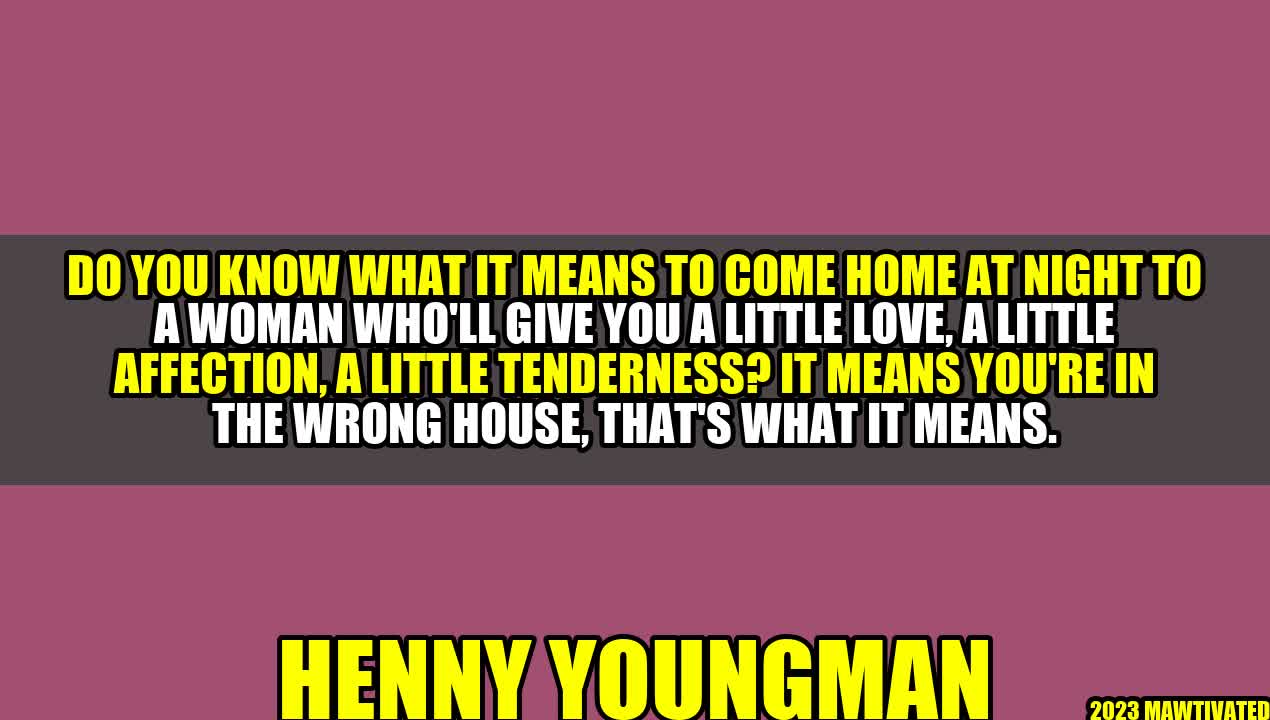 DO YOU KNOW WHAT IT MEANS TO COME HOME AT NIGHT TO
A WOMAN WHO'LL GIVE YOU A LITTLE LOVE, A LITTLE
AFFECTION, A LITTLE TENDERNESS? IT MEANS YOU'RE IN
THE WRONG HOUSE, THAT'S WHAT IT MEANS.
HENNY YOUNGMAN
2023 MAWTIVATED